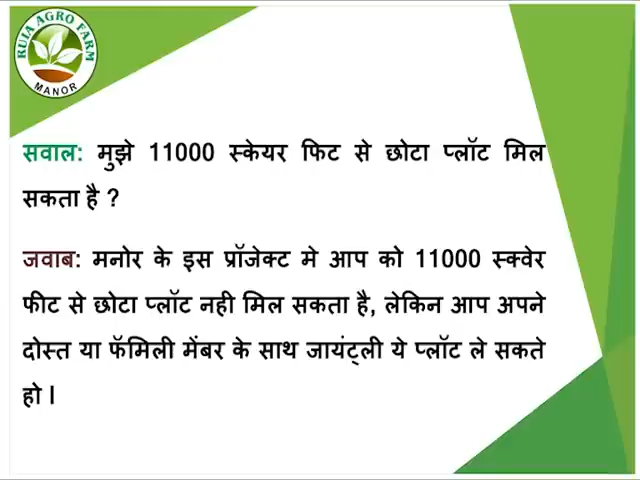 RUIA AGRO FARM
MANOR
सवाल: मुझे 11000 स्केयर फिट से छोटा प्लॉट मिल
सकता है ?
जवाब: मनोर के इस प्रॉजेक्ट मे आप को 11000 स्क्वेर
फीट से छोटा प्लॉट नही मिल सकता है, लेकिन आप अपने
दोस्त या फॅमिली मेंबर के साथ जायंट्ली ये प्लॉट ले सकते
हो।